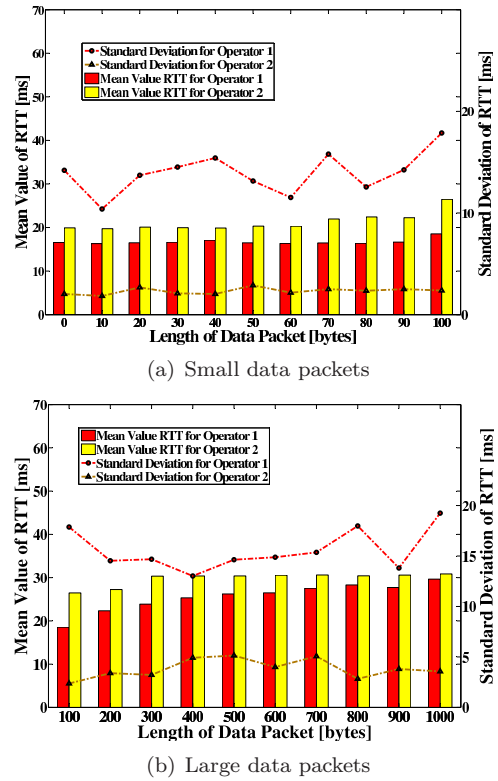 70
60
50
40
30
20
10
0
Mean Value of RTT [ms]
Standard Deviation for Operator 1
Standard Deviation for Operator 2
Mean Value RTT for Operator 1
Mean Value RTT for Operator 2
20
10
0
Standard Deviation of RTT [ms]
0 10 20 30 40 50 60 70 80 90 100
Length of Data Packet [bytes]
(a) Small data packets
70
60
50
40
30
20
10
0
Mean Value of RTT [ms]
Mean Value RTT for Operator 1
Mean Value RTT for Operator 2
Standard Deviation for Operator 1
Standard Deviation for Operator 2
20
15
10
5
0
Standard Deviation of RTT [ms]
100 200 300 400 500 600 700 800 900 1000
Length of Data Packet [bytes]
(b) Large data packets